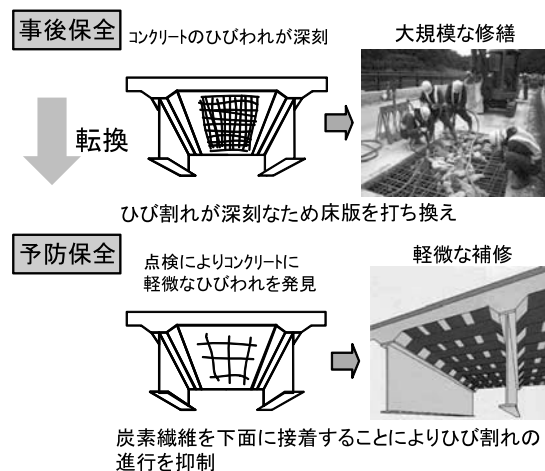 事後保全
コンクリートのひびわれが深刻
大規模な修繕
転換
ひび割れが深刻なため床版を打ち換え
予防保全
点検によりコンクリートに
軽微なひびわれを発見
軽微な補修
炭素繊維を下面に接着することによりひび割れの
進行を抑制